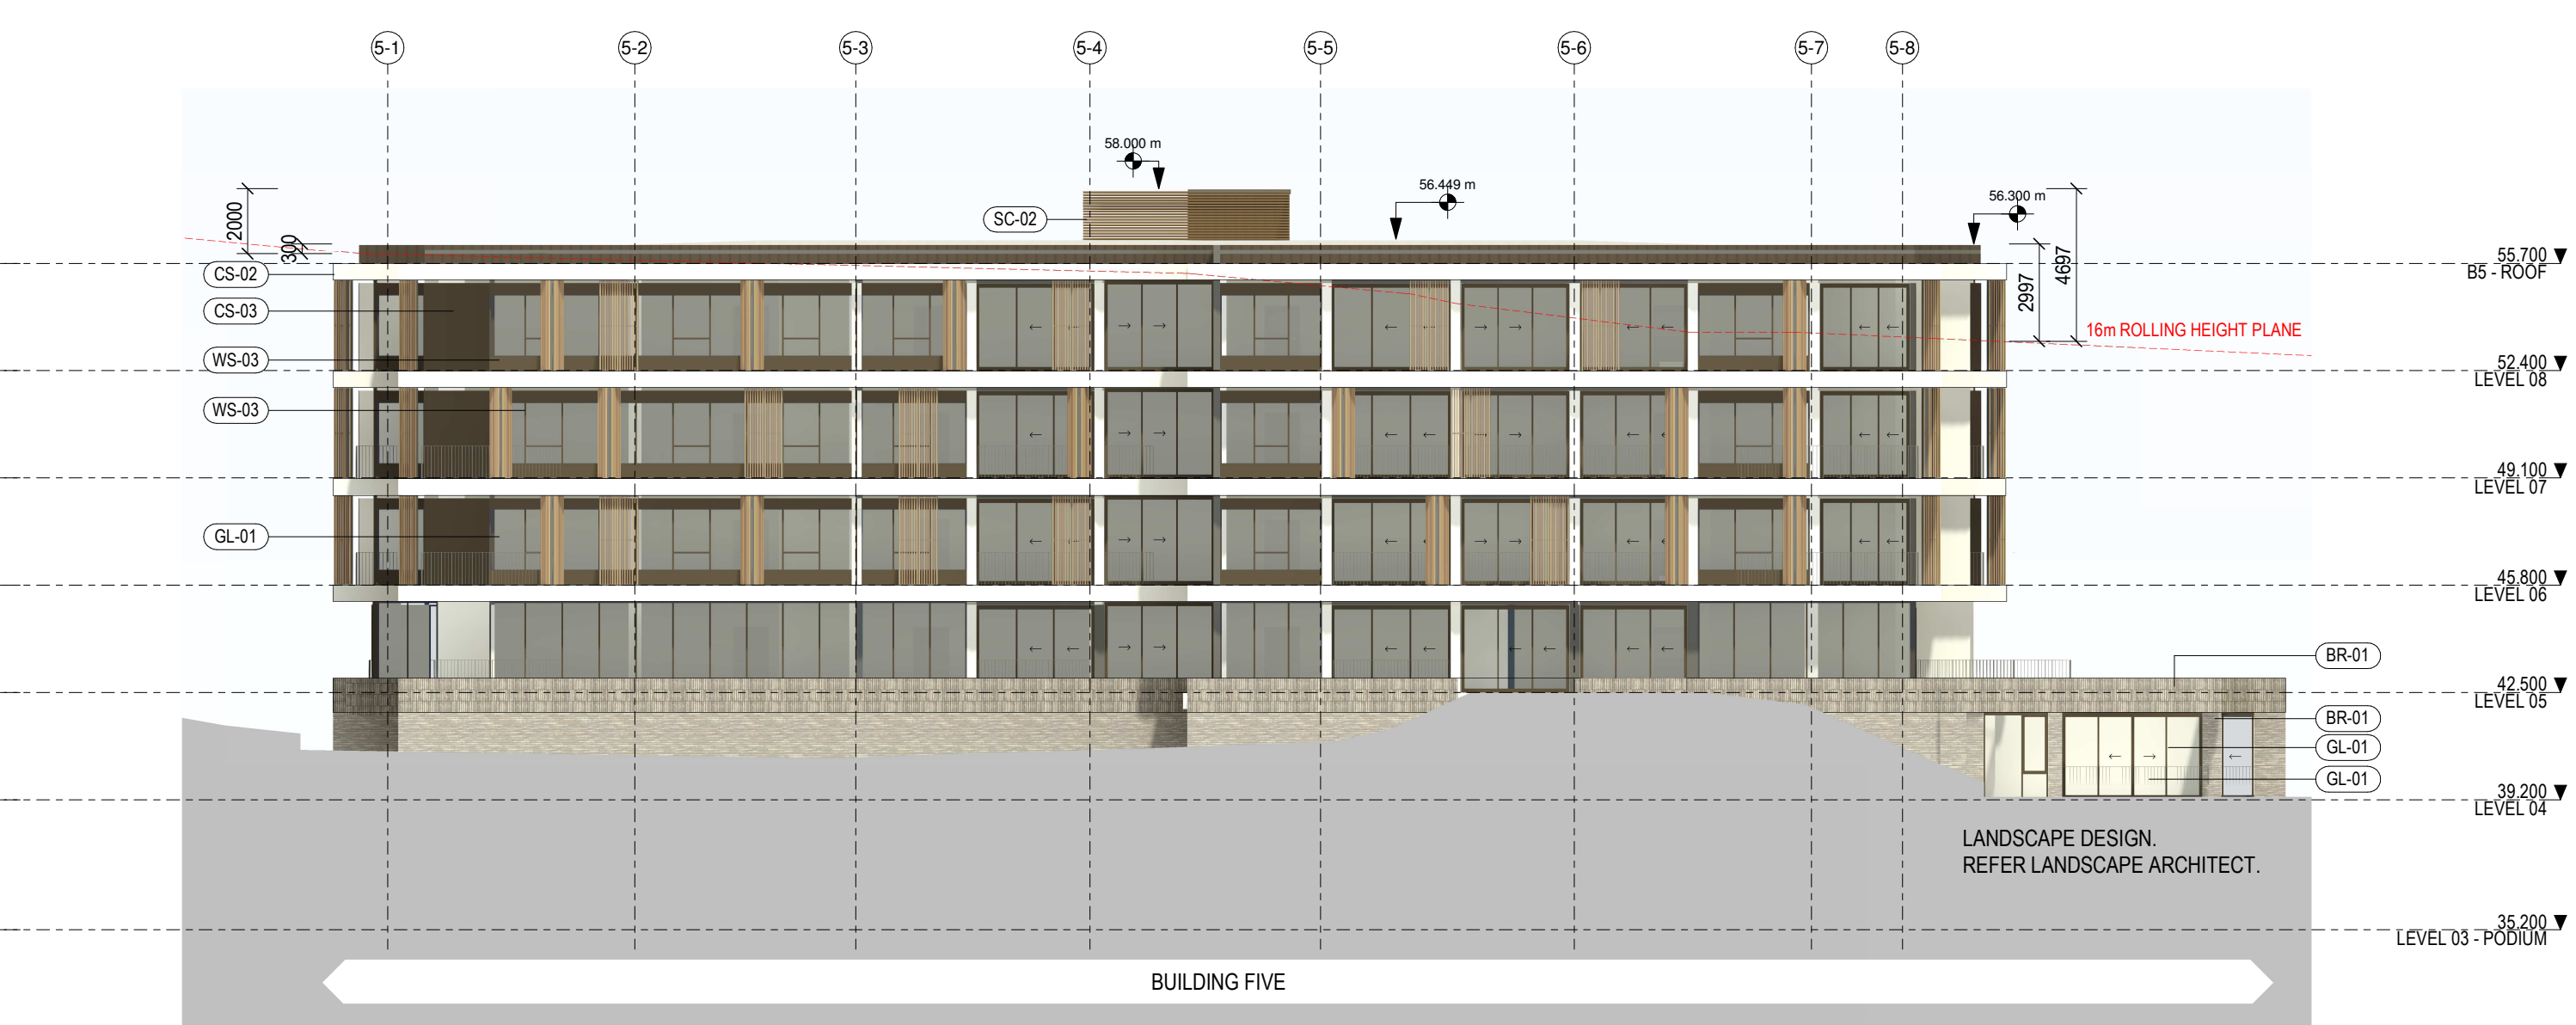 5-1
5-2
5-3
5-4
5-5
5-6
5-7
5-8
58.000 m
56.449 m
56.300 m
2000
300
SC-02
2997
4697
CS-02
55.700
B5 - ROOF
CS-03
16m ROLLING HEIGHT PLANE
WS-03
52.400
LEVEL 08
WS-03
49.100
LEVEL 07
GL-01
45.800
LEVEL 06
BR-01
42.500
LEVEL 05
BR-01
GL-01
GL-01
39.200
LEVEL 04
LANDSCAPE DESIGN.
REFER LANDSCAPE ARCHITECT.
35.200
LEVEL 03 - PODIUM
BUILDING FIVE